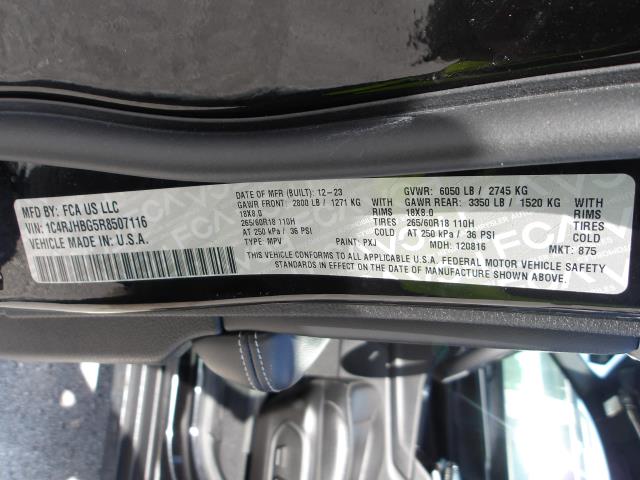 MFD BY: FCA US LLC
VIN: 1C4RJHBG5R8507116
VEHICLE MADE IN U.S.A.
DATE OF MFR (BUILT): 12-23
GAWR FRONT: 2800 LB / 1271 KG WITH
18X8.0 RIMS
265/60R18 110H TIRES
AT 250 kPa / 36 PSI COLD
TYPE: MPV PAINT: PXJ
GVWR: 6050 LB / 2745 KG
GAWR REAR: 3350 LB / 1520 KG WITH
18X8.0 RIMS
265/60R18 110H TIRES
AT 250 kPa / 36 PSI COLD
MDH: 120816 MKT: 875
THIS VEHICLE CONFORMS TO ALL APPLICABLE U.S.A. FEDERAL MOTOR VEHICLE SAFETY
STANDARDS IN EFFECT ON THE DATE OF MANUFACTURE SHOWN ABOVE.